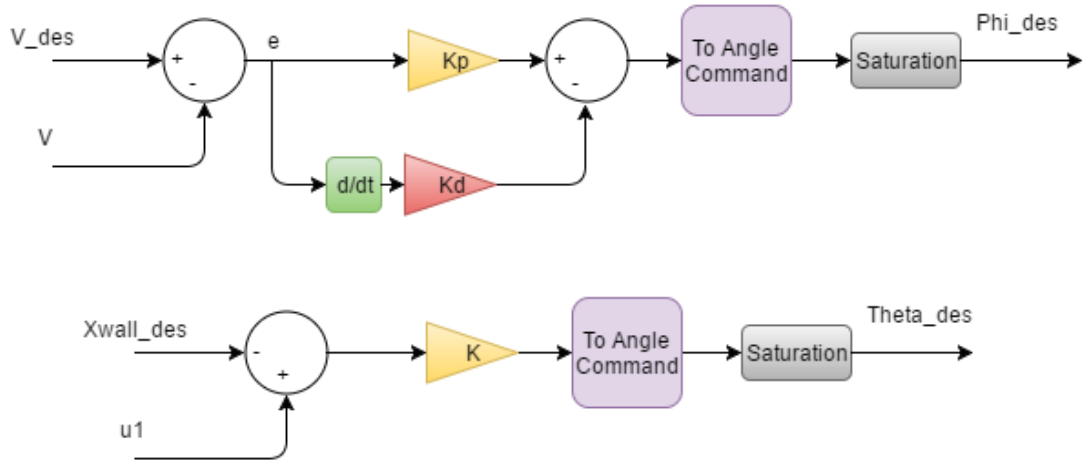 V_des
+
-
V
e
Kp
d/dt
Kd
+
-
To Angle
Command
Saturation
Phi_des
Xwall_des
-
+
u1
K
To Angle
Command
Saturation
Theta_des